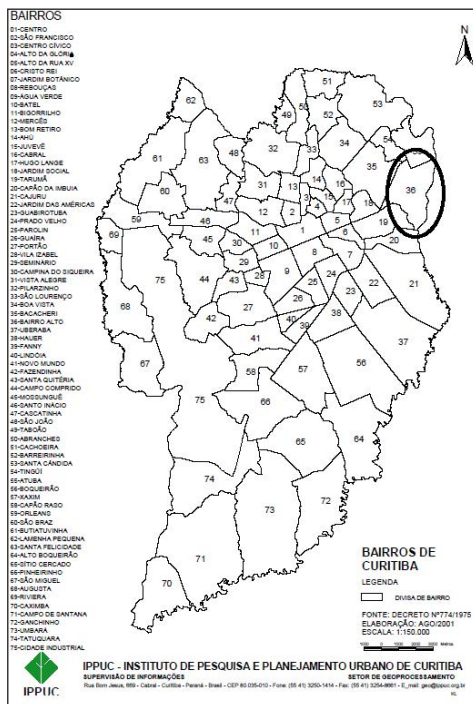 BAIRROS
01-CENTRO
02-SÃO FRANCISCO
03-CENTRO CÍVICO
04-ALTO DA GLÓRIA
05-ALTO DA RUA XV
06-CRISTO REI
07-JARDIM BOTÂNICO
08-REBOUÇAS
09-ÁGUA VERDE
10-BATEL
11-BIGORRILHO
12-MERCÊS
13-BOM RETIRO
14-AHÚ
15-JUVEVÊ
16-CABRAL
17-HUGO LANGE
18-JARDIM SOCIAL
19-TARUMÃ
20-CAPÃO DA IMBUIA
21-CAJURU
22-JARDIM DAS AMÉRICAS
23-GUABIROTUBA
24-PRADO VELHO
25-PAROLIN
26-GUAÍRA
27-PORTÃO
28-VILA IZABEL
29-SEMINÁRIO
30-CAMPINA DO SIQUEIRA
31-VISTA ALEGRE
32-PILARZINHO
33-SÃO LOURENÇO
34-BOA VISTA
35-BACACHERI
36-BAIRRO ALTO
37-UBERABA
38-HAUER
39-FANNY
40-LINDÓIA
41-NOVO MUNDO
42-FAZENDINHA
43-SANTA QUITÉRIA
44-CAMPO COMPRIDO
45-MOSSUNGUÊ
46-SANTO INÁCIO
47-CASCATINHA
48-SÃO JOÃO
49-TABOÃO
50-ABRANCHES
51-CACHOEIRA
52-BARREIRINHA
53-SANTA CÂNDIDA
54-TINGÜI
55-ATUBA
56-BOQUEIRÃO
57-XAXIM
58-CAPÃO RASO
59-ORLEANS
60-SÃO BRAZ
61-BUTIATUVINHA
62-LAMENHA PEQUENA
63-SANTA FELICIDADE
64-ALTO BOQUEIRÃO
65-SÍTIO CERCADO
66-PINHEIRINHO
67-SÃO MIGUEL
68-AUGUSTA
69-RIVIERA
70-CAXIMBA
71-CAMPO DE SANTANA
72-GANCHINHO
73-UMBARÁ
74-TATUQUARA
75-CIDADE INDUSTRIAL
N
51
53
62
50
49
52
54
34
32
33
48
63
61
35
36
31
13
14
16
60
47
12
2
3
15
17
18
4
59
46
11
1
5
19
69
45
30
10
6
20
29
8
7
75
44
43
28
9
24
22
21
25
23
68
42
27
26
38
40
39
37
41
67
58
57
56
75
66
65
64
74
73
72
71
70
BAIRROS DE
CURITIBA
LEGENDA
DIVISA DE BAIRRO
FONTE: DECRETO Nº774/1975
ELABORAÇÃO: AGO/2001
ESCALA: 1:150.000
IPPUC
IPPUC - INSTITUTO DE PESQUISA E PLANEJAMENTO URBANO DE CURITIBA
SUPERVISÃO DE INFORMAÇÕES SETOR DE GEOPROCESSAMENTO